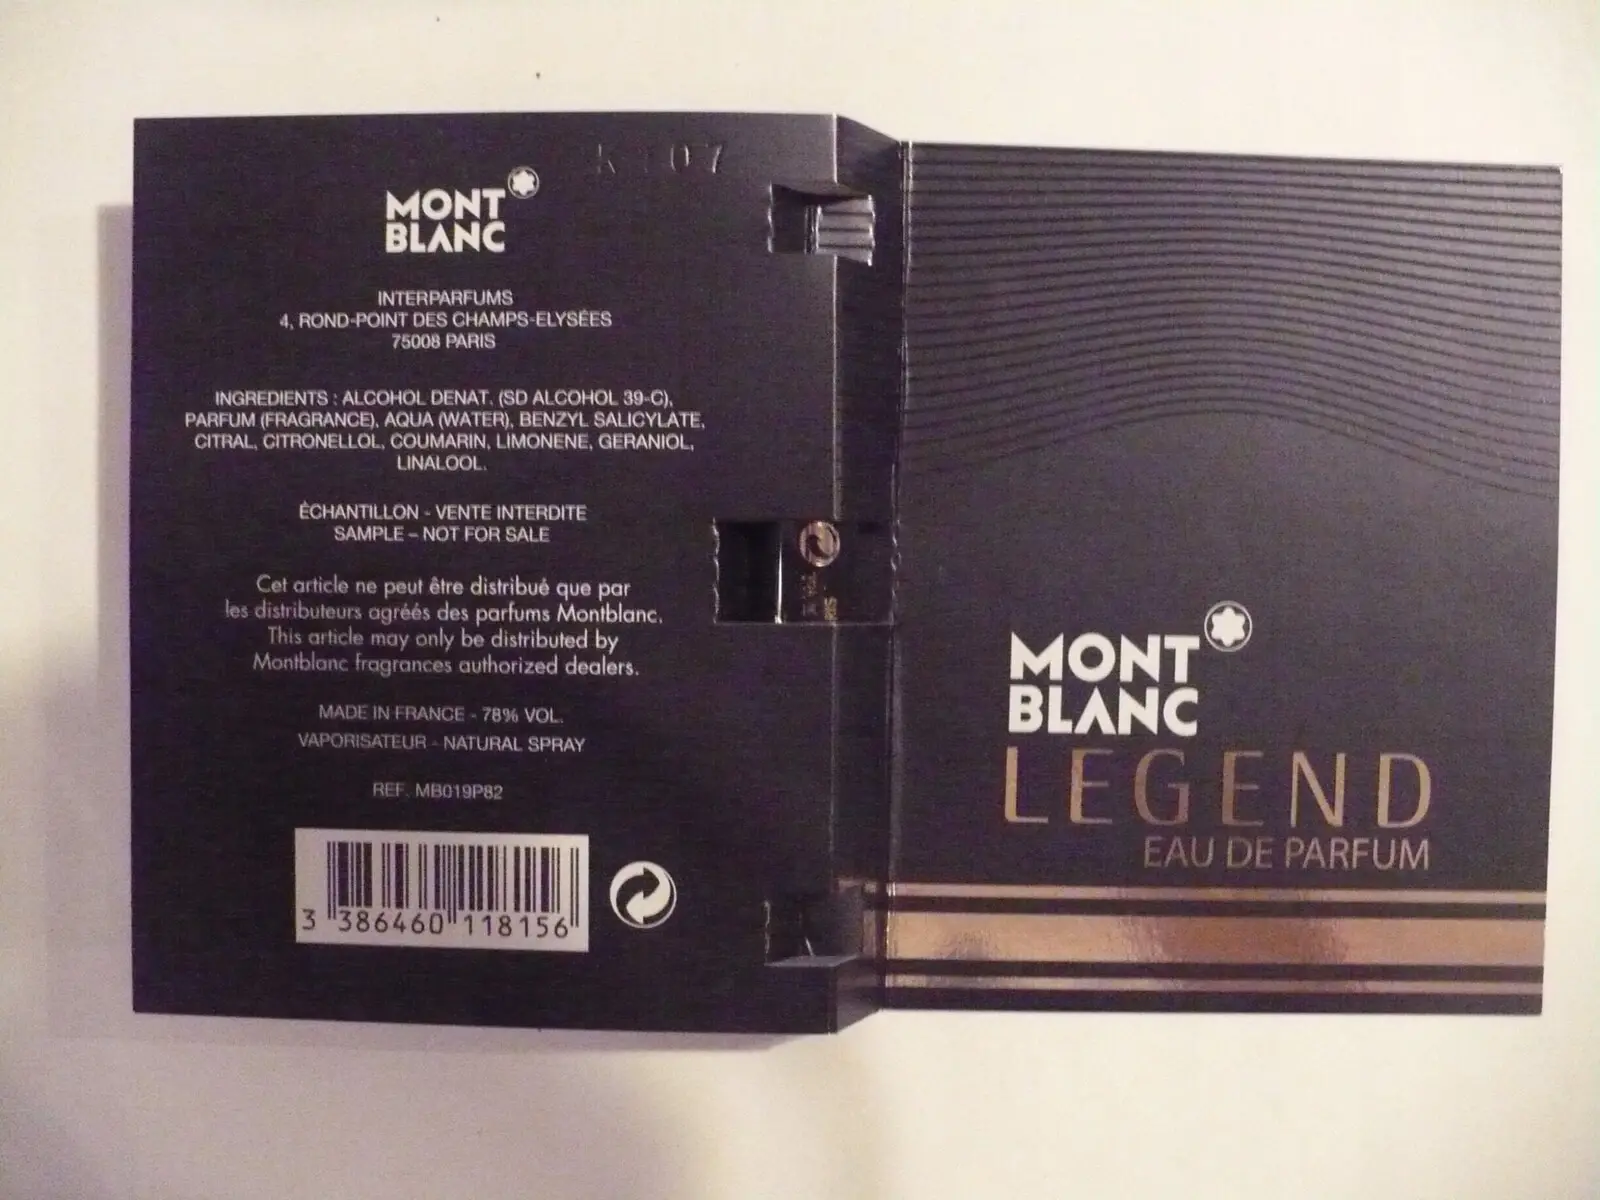 MONT
BLANC
INTERPARFUMS
4, ROND-POINT DES CHAMPS-ELYSÉES
75008 PARIS
INGREDIENTS : ALCOHOL DENAT. (SD ALCOHOL 39-C),
PARFUM (FRAGRANCE), AQUA (WATER), BENZYL SALICYLATE,
CITRAL, CITRONELLOL, COUMARIN, LIMONENE, GERANIOL,
LINALOOL.
ÉCHANTILLON - VENTE INTERDITE
SAMPLE – NOT FOR SALE
Cet article ne peut être distribué que par
les distributeurs agréés des parfums Montblanc.
This article may only be distributed by
Montblanc fragrances authorized dealers.
MADE IN FRANCE - 78% VOL.
VAPORISATEUR - NATURAL SPRAY
REF. MB019P82
3 386460 118156
MONT
BLANC
LEGEND
EAU DE PARFUM